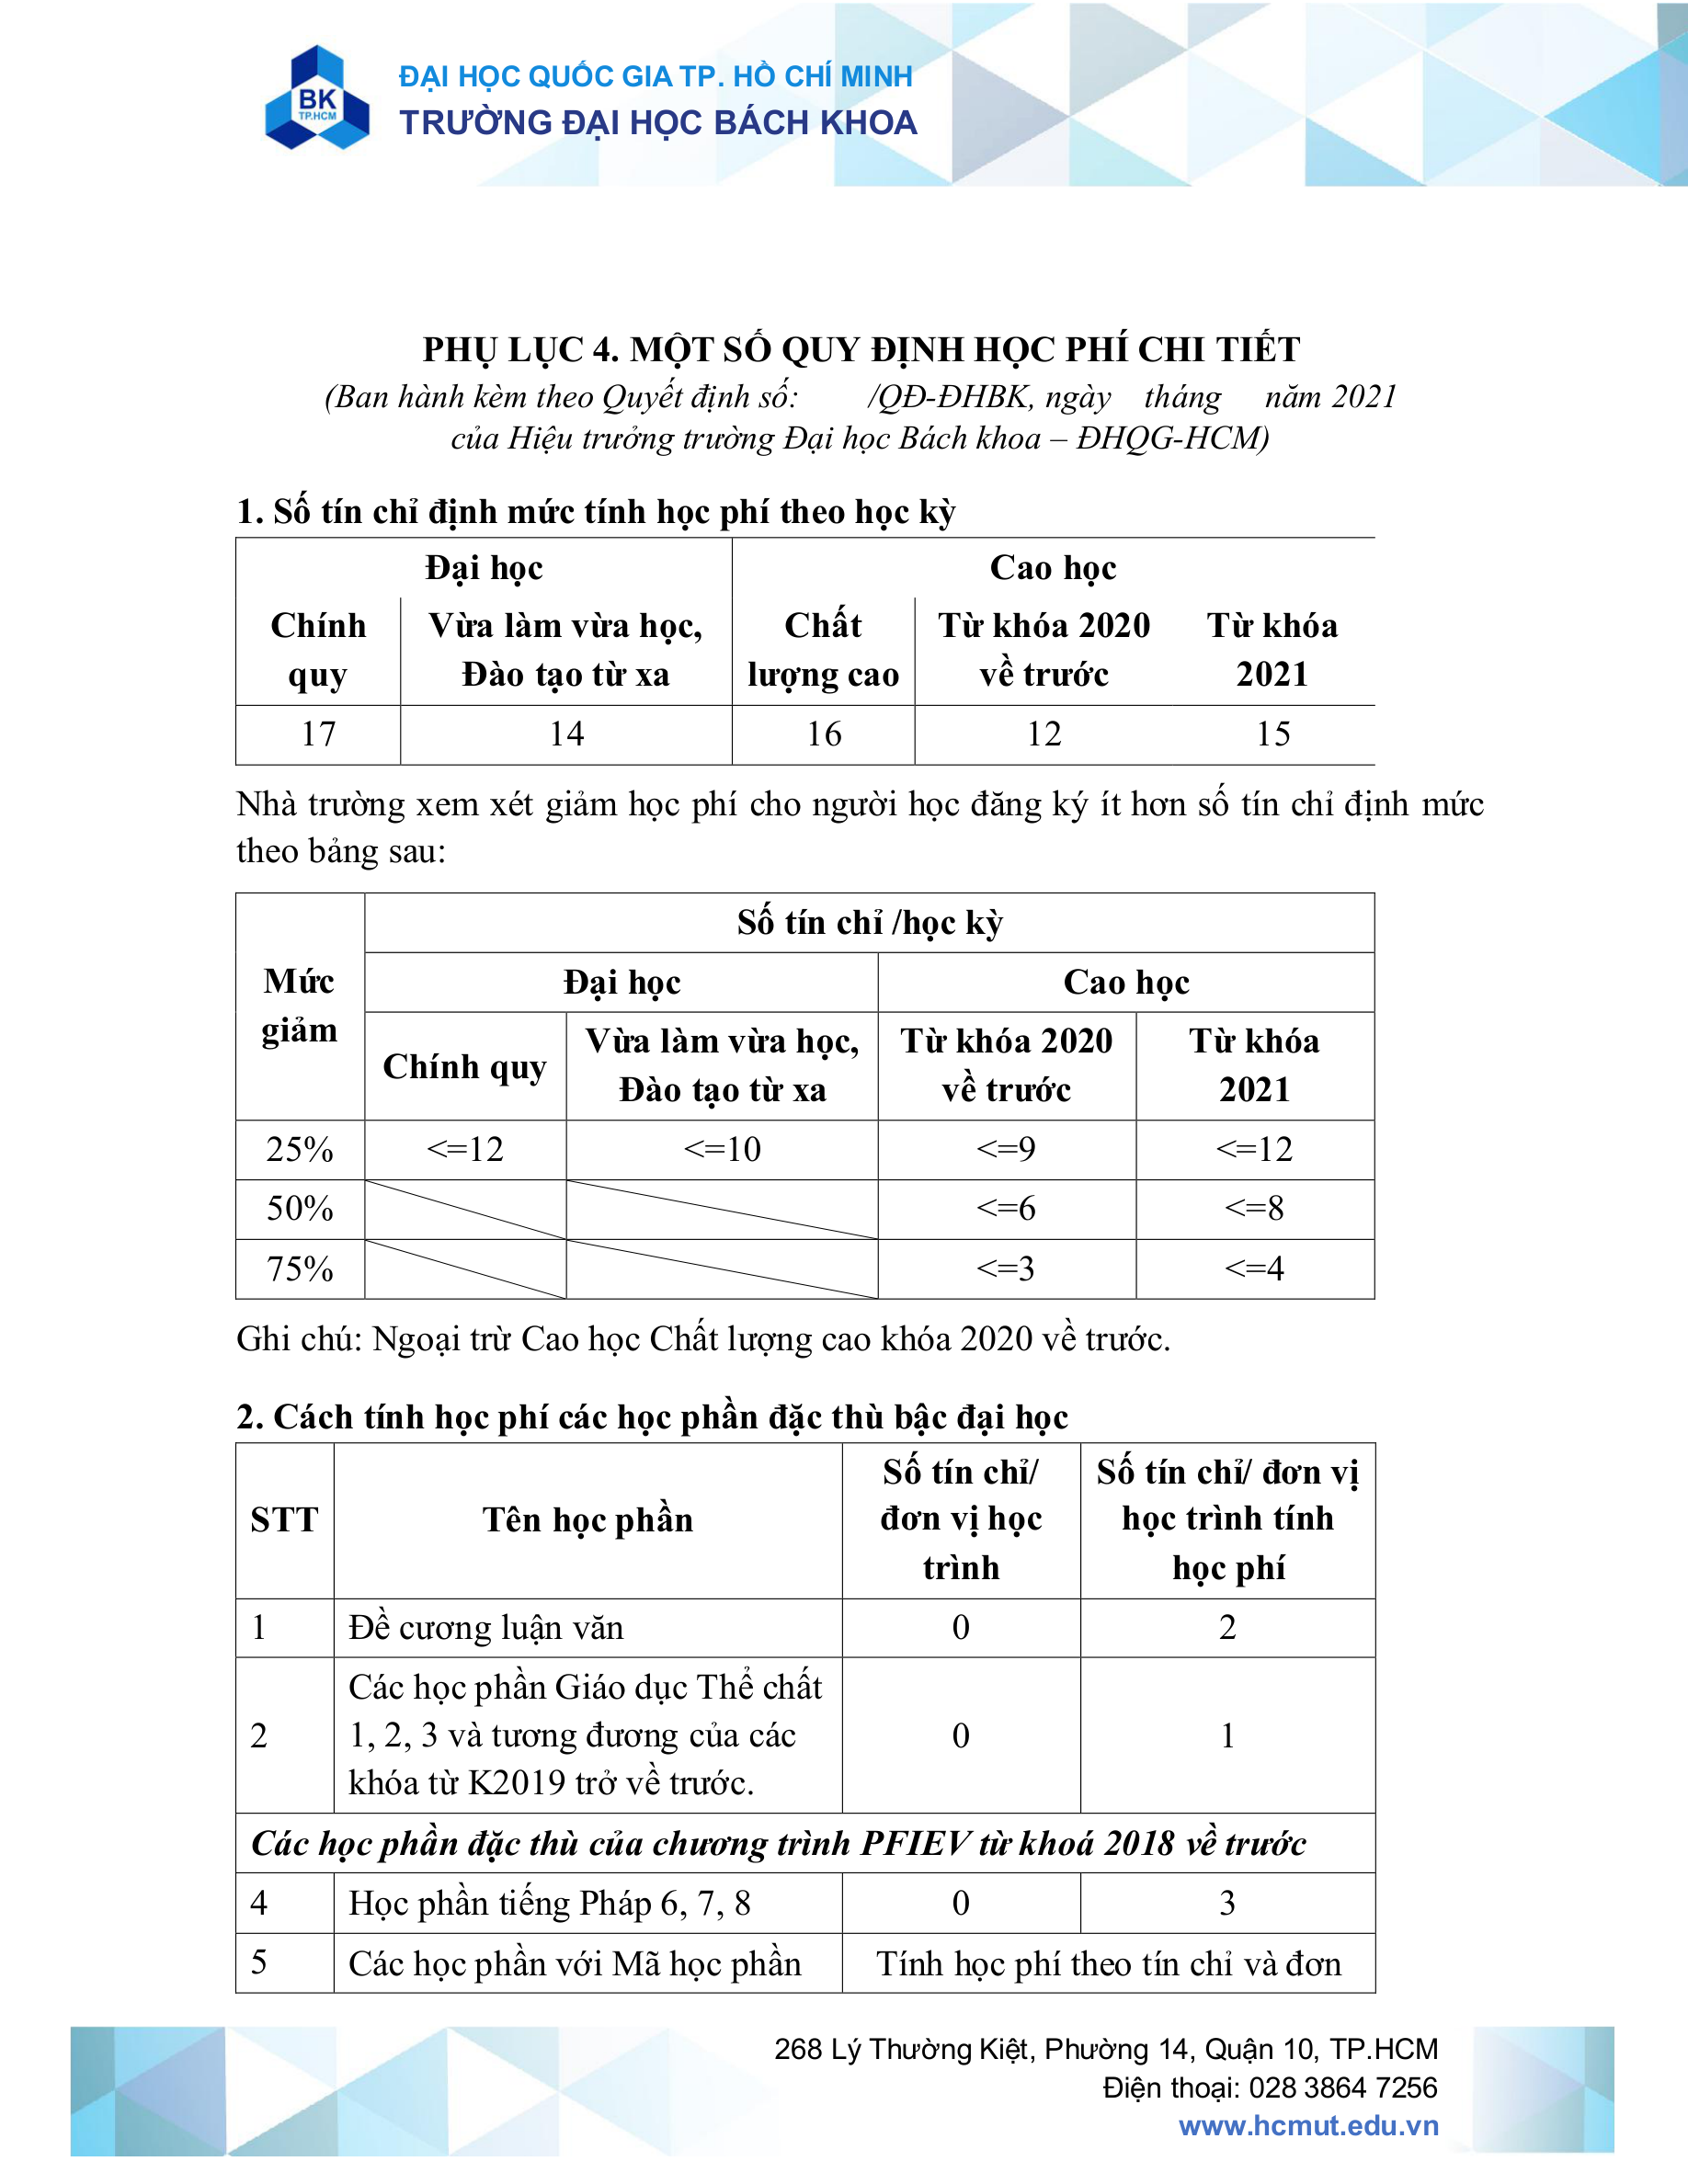 BK
TP.HCM
ĐẠI HỌC QUỐC GIA TP. HỒ CHÍ MINH
TRƯỜNG ĐẠI HỌC BÁCH KHOA
PHỤ LỤC 4. MỘT SỐ QUY ĐỊNH HỌC PHÍ CHI TIẾT
(Ban hành kèm theo Quyết định số: /QĐ-ĐHBK, ngày tháng năm 2021
của Hiệu trưởng trường Đại học Bách khoa – ĐHQG-HCM)
1. Số tín chỉ định mức tính học phí theo học kỳ
Đại học Cao học
Chính Vừa làm vừa học, Chất Từ khóa 2020 Từ khóa
quy Đào tạo từ xa lượng cao về trước 2021
17 14 16 12 15
Nhà trường xem xét giảm học phí cho người học đăng ký ít hơn số tín chỉ định mức
theo bảng sau:
Số tín chỉ /học kỳ
Mức giảm Đại học Cao học
Chính quy Vừa làm vừa học, Từ khóa 2020 Từ khóa
Đào tạo từ xa về trước 2021
25% <=12 <=10 <=9 <=12
50% <=6 <=8
75% <=3 <=4
Ghi chú: Ngoại trừ Cao học Chất lượng cao khóa 2020 về trước.
2. Cách tính học phí các học phần đặc thù bậc đại học
STT Tên học phần Số tín chỉ/ Số tín chỉ/ đơn vị
đơn vị học học trình tính
trình học phí
1 Đề cương luận văn 0 2
Các học phần Giáo dục Thể chất
2 1, 2, 3 và tương đương của các 0 1
khóa từ K2019 trở về trước.
Các học phần đặc thù của chương trình PFIEV từ khoá 2018 về trước
4 Học phần tiếng Pháp 6, 7, 8 0 3
5 Các học phần với Mã học phần Tính học phí theo tín chỉ và đơn
268 Lý Thường Kiệt, Phường 14, Quận 10, TP.HCM
Điện thoại: 028 3864 7256
www.hcmut.edu.vn